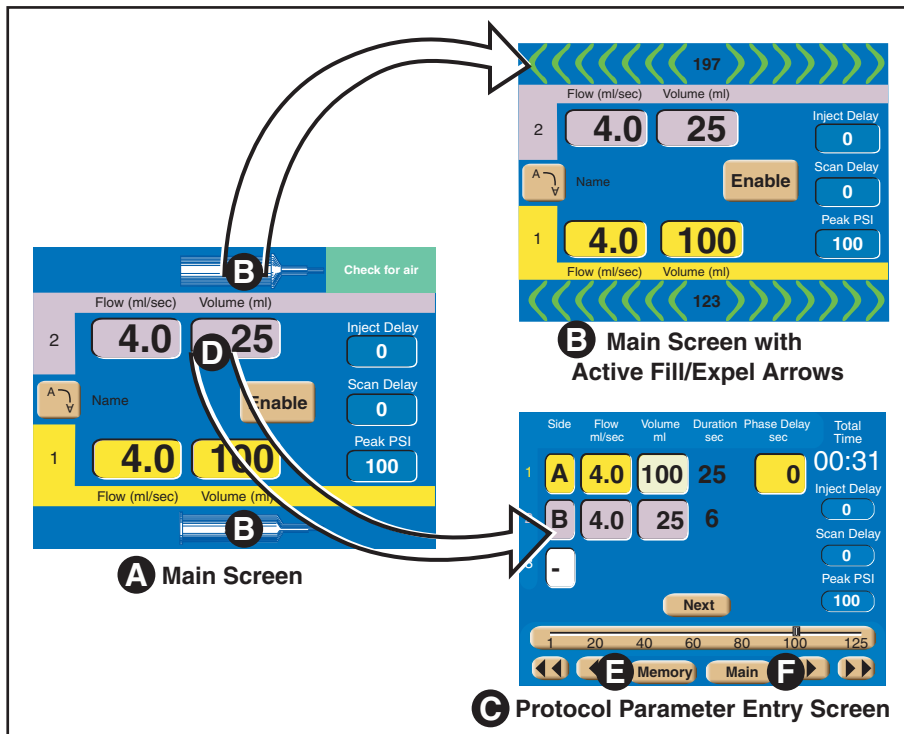 197
Flow (ml/sec) Volume (ml)
2 4.0 25
Inject Delay
0
Scan Delay
0
A A Name Enable
Peak PSI
100
1 4.0 100
Flow (ml/sec) Volume (ml)
123
B Main Screen with
Active Fill/Expel Arrows
B Check for air
Flow (ml/sec) Volume (ml)
2 4.0 D 25
Inject Delay
0
Scan Delay
0
A A Name Enable
Peak PSI
100
1 4.0 100
Flow (ml/sec) Volume (ml)
B
A Main Screen
Side Flow ml/sec Volume ml Duration sec Phase Delay sec Total Time
1 A 4.0 100 25 0 00:31
Inject Delay
0
B 4.0 25 6
Scan Delay
0
3 -
Peak PSI
100
Next
1 20 40 60 80 100 125
E Memory Main F
C Protocol Parameter Entry Screen